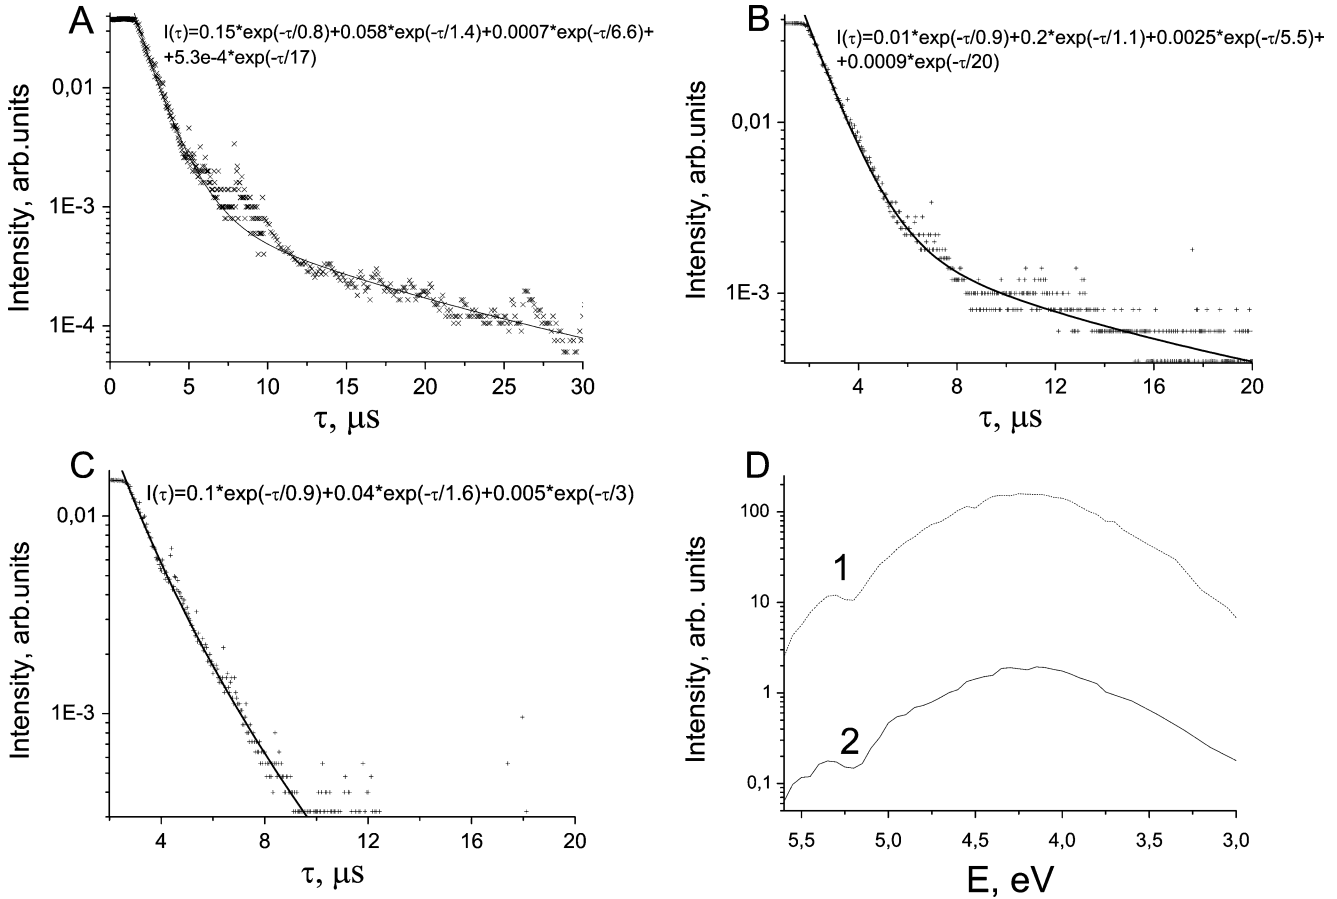 A
I(τ)=0.15*exp(-τ/0.8)+0.058*exp(-τ/1.4)+0.0007*exp(-τ/6.6)+
+5.3e-4*exp(-τ/17)
Intensity, arb.units
0,01
1E-3
1E-4
0 5 10 15 20 25 30
τ, μs
B
I(τ)=0.01*exp(-τ/0.9)+0.2*exp(-τ/1.1)+0.0025*exp(-τ/5.5)+
+0.0009*exp(-τ/20)
Intensity, arb.units
0,01
1E-3
4 8 12 16 20
τ, μs
C
I(τ)=0.1*exp(-τ/0.9)+0.04*exp(-τ/1.6)+0.005*exp(-τ/3)
Intensity, arb.units
0,01
1E-3
4 8 12 16 20
τ, μs
D
Intensity, arb. units
100
10
1
0,1
1
2
5,5 5,0 4,5 4,0 3,5 3,0
E, eV